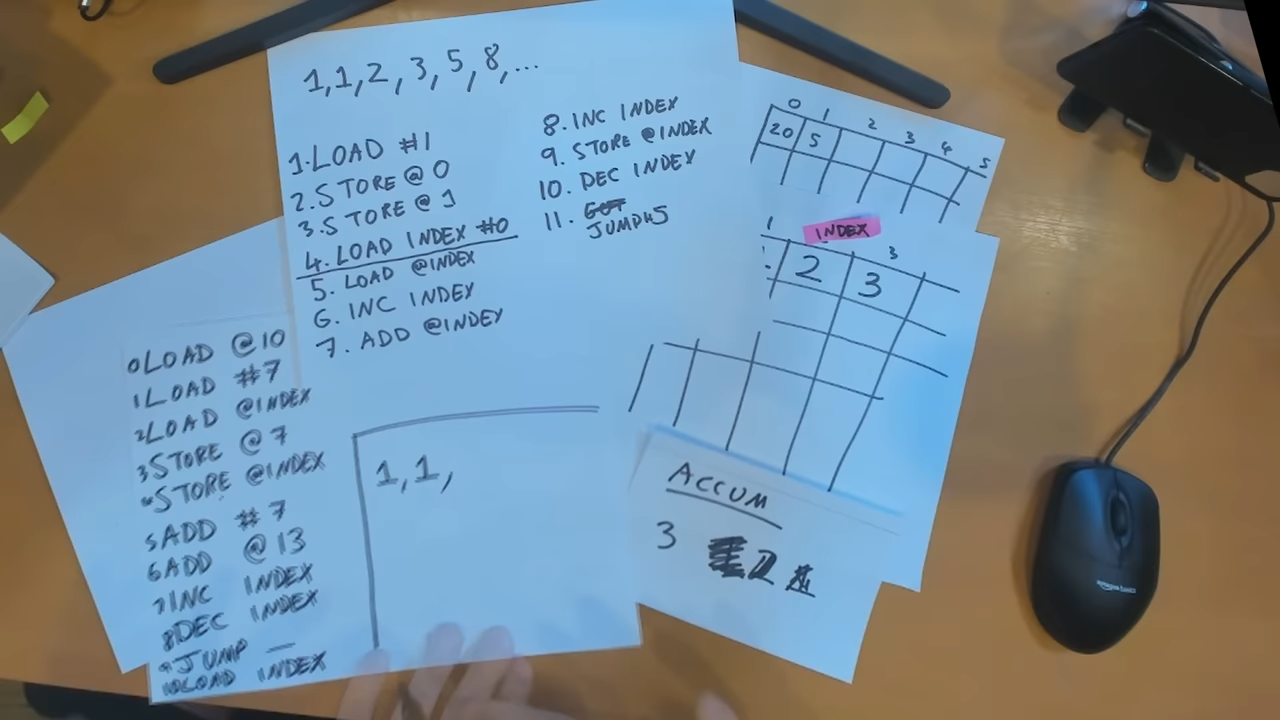 1,1,2,3,5,8,...
1. LOAD #1
2. STORE @ 0
3. STORE @ 1
4. LOAD INDEX #0
5. LOAD @INDEX
6. INC INDEX
7. ADD @INDEX
8. INC INDEX
9. STORE @INDEX
10. DEC INDEX
11.
JUMP 5
0 LOAD @10
1 LOAD #7
2 LOAD @INDEX
3 STORE @ 7
4 STORE @INDEX
5 ADD #7
6 ADD @13
7 INC INDEX
8 DEC INDEX
9 JUMP —
10 LOAD INDEX
1,1,
0 1 2 3 4 5
20 5
1 INDEX 3
2 3
ACCUM
3 2
amazon basics